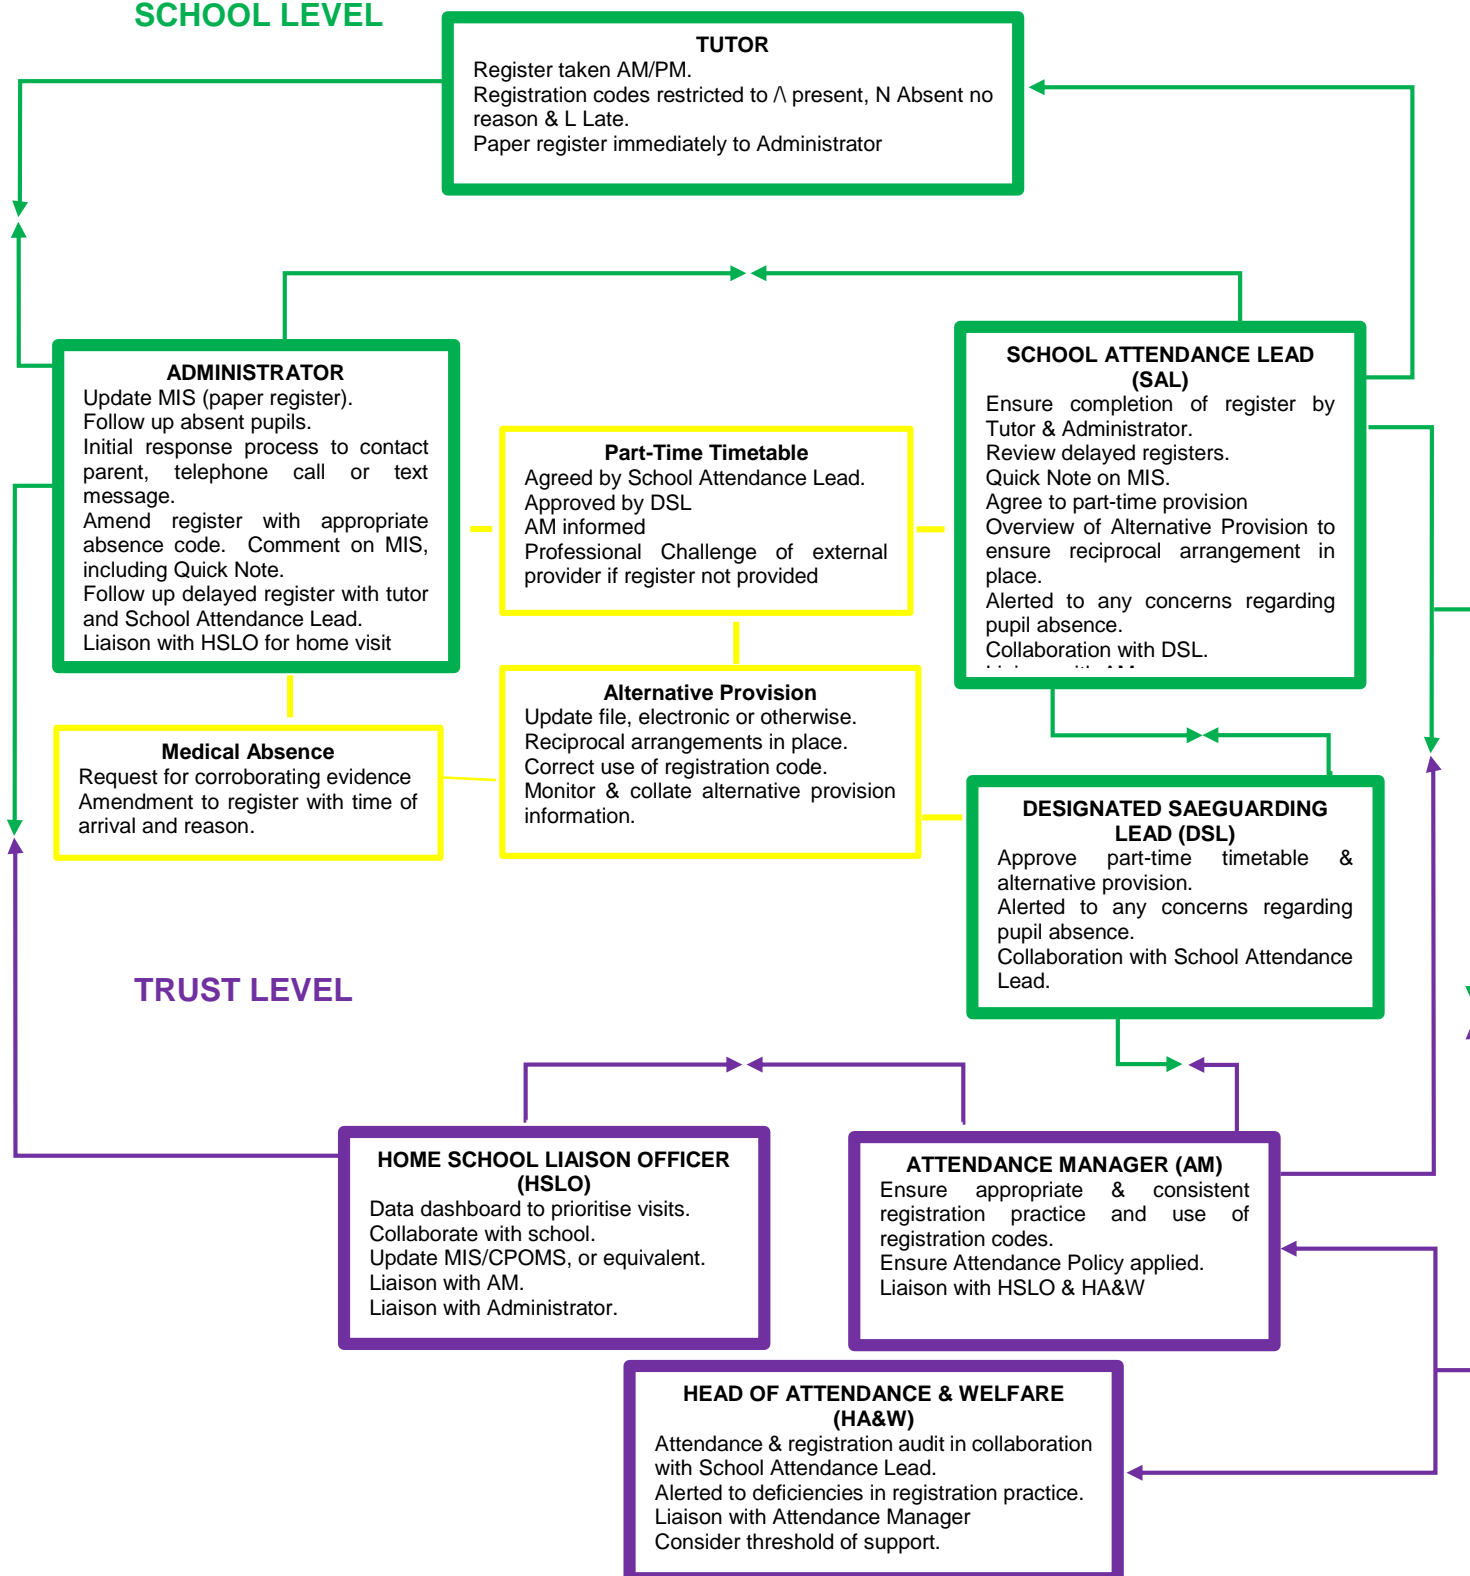 SCHOOL LEVEL
TUTOR
Register taken AM/PM.
Registration codes restricted to /\ present, N Absent no
reason & L Late.
Paper register immediately to Administrator
ADMINISTRATOR
Update MIS (paper register).
Follow up absent pupils.
Initial response process to contact
parent, telephone call or text
message.
Amend register with appropriate
absence code. Comment on MIS,
including Quick Note.
Follow up delayed register with tutor
and School Attendance Lead.
Liaison with HSLO for home visit
Part-Time Timetable
Agreed by School Attendance Lead.
Approved by DSL
AM informed
Professional Challenge of external
provider if register not provided
SCHOOL ATTENDANCE LEAD
(SAL)
Ensure completion of register by
Tutor & Administrator.
Review delayed registers.
Quick Note on MIS.
Agree to part-time provision
Overview of Alternative Provision to
ensure reciprocal arrangement in
place.
Alerted to any concerns regarding
pupil absence.
Collaboration with DSL.
Medical Absence
Request for corroborating evidence
Amendment to register with time of
arrival and reason.
Alternative Provision
Update file, electronic or otherwise.
Reciprocal arrangements in place.
Correct use of registration code.
Monitor & collate alternative provision
information.
DESIGNATED SAEGUARDING
LEAD (DSL)
Approve part-time timetable &
alternative provision.
Alerted to any concerns regarding
pupil absence.
Collaboration with School Attendance
Lead.
TRUST LEVEL
HOME SCHOOL LIAISON OFFICER
(HSLO)
Data dashboard to prioritise visits.
Collaborate with school.
Update MIS/CPOMS, or equivalent.
Liaison with AM.
Liaison with Administrator.
ATTENDANCE MANAGER (AM)
Ensure appropriate & consistent
registration practice and use of
registration codes.
Ensure Attendance Policy applied.
Liaison with HSLO & HA&W
HEAD OF ATTENDANCE & WELFARE
(HA&W)
Attendance & registration audit in collaboration
with School Attendance Lead.
Alerted to deficiencies in registration practice.
Liaison with Attendance Manager
Consider threshold of support.